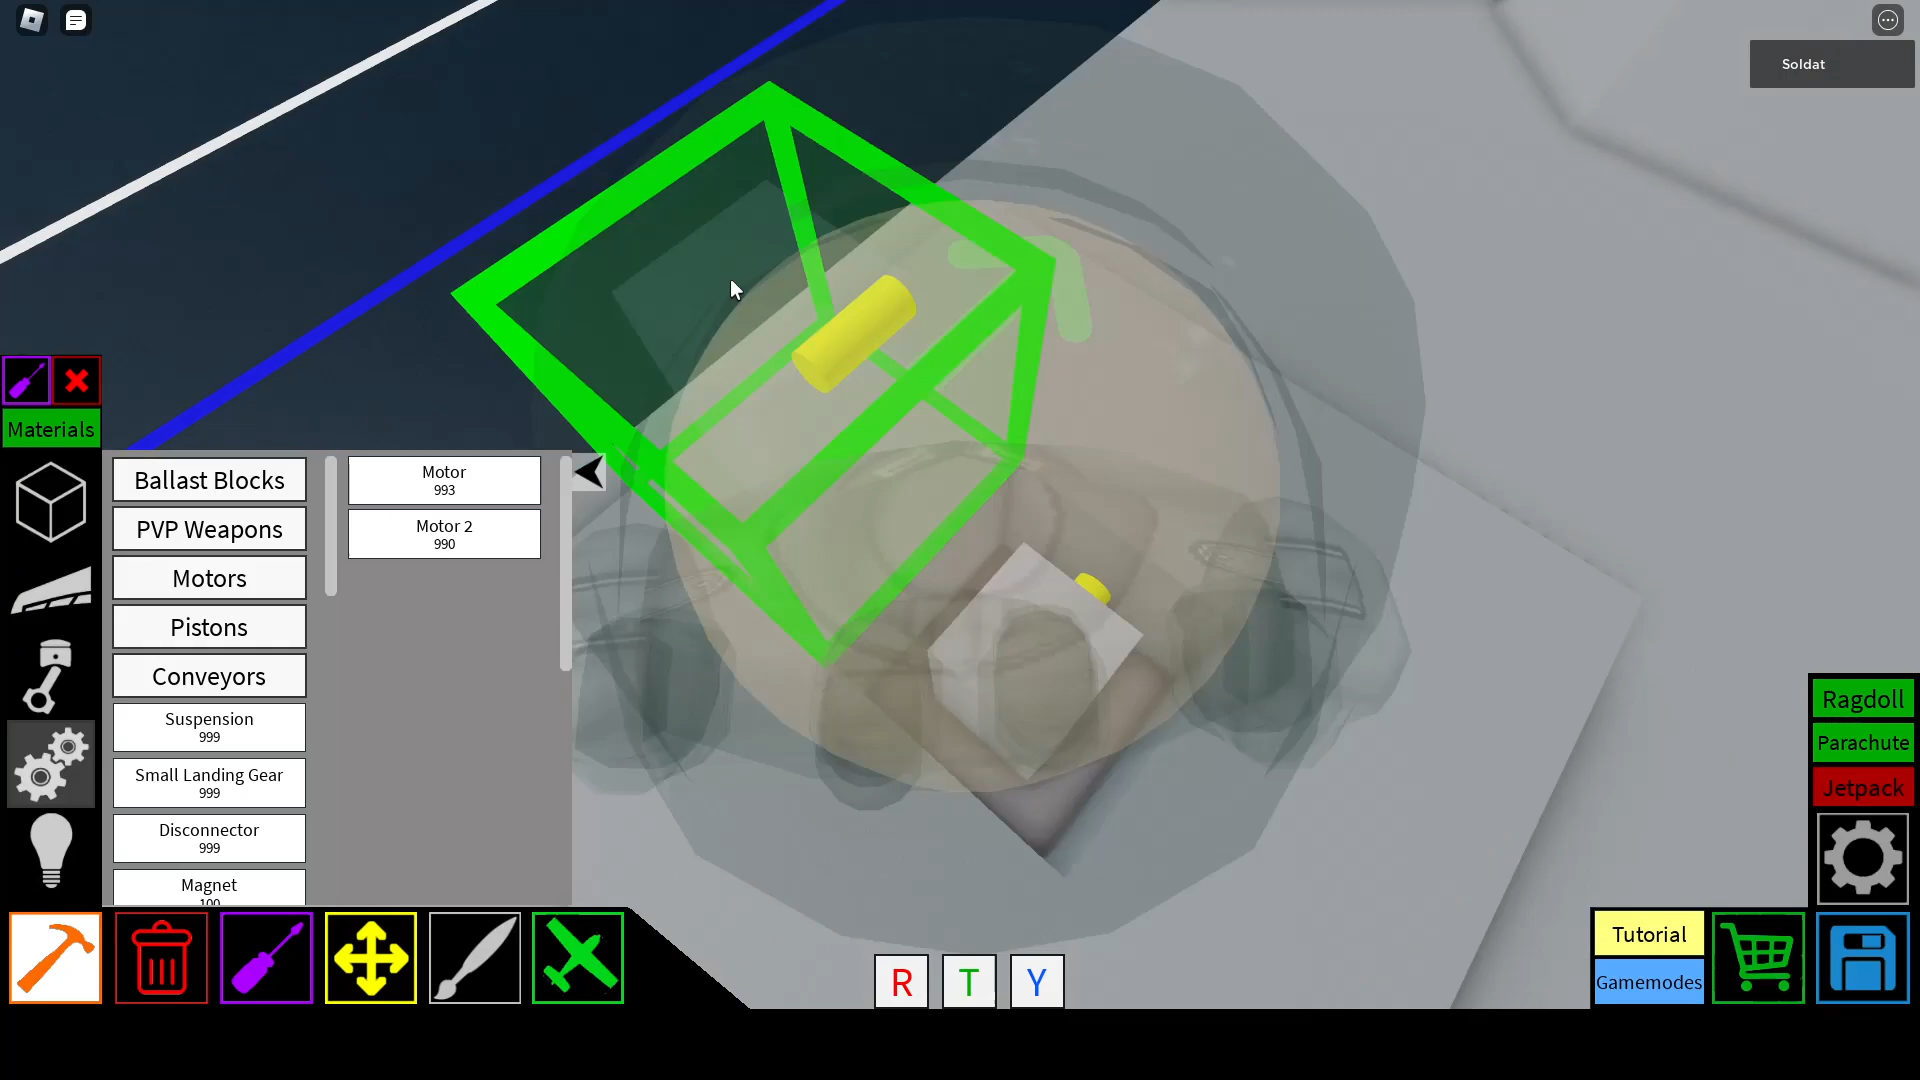 Soldat
Materials
Ballast Blocks
PVP Weapons
Motors
Pistons
Conveyors
Suspension
999
Small Landing Gear
999
Disconnector
999
Magnet
100
Motor
993
Motor 2
990
R T Y
Ragdoll
Parachute
Jetpack
Tutorial
Gamemodes